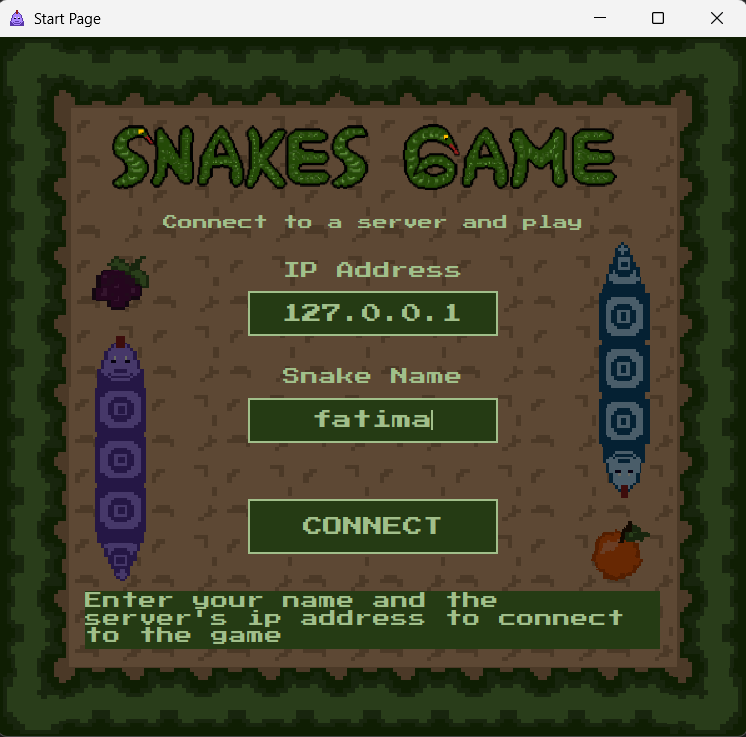 Start Page
SNAKES GAME
Connect to a server and play
IP Address
127.0.0.1
Snake Name
fatima
CONNECT
Enter your name and the
server's ip address to connect
to the game